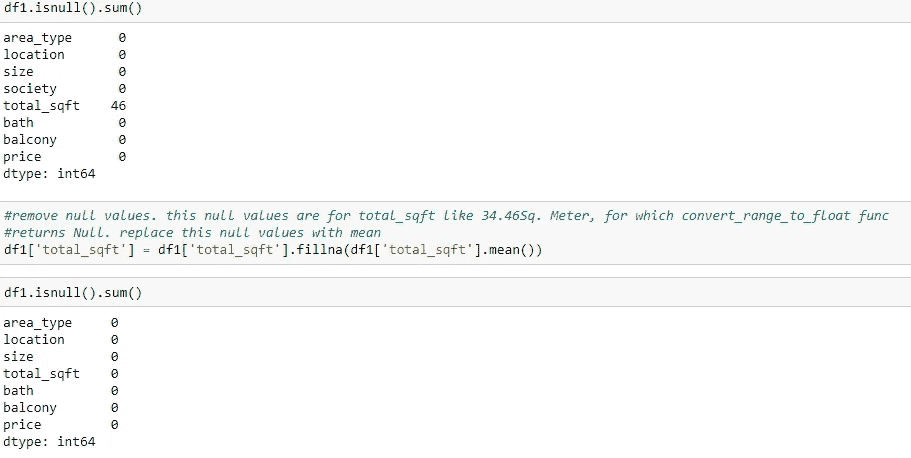 df1.isnull().sum()
area_type 0
location 0
size 0
society 0
total_sqft 46
bath 0
balcony 0
price 0
dtype: int64
#remove null values. this null values are for total_sqft like 34.46Sq. Meter, for which convert_range_to_float func
#returns Null. replace this null values with mean
df1['total_sqft'] = df1['total_sqft'].fillna(df1['total_sqft'].mean())
df1.isnull().sum()
area_type 0
location 0
size 0
total_sqft 0
bath 0
balcony 0
price 0
dtype: int64